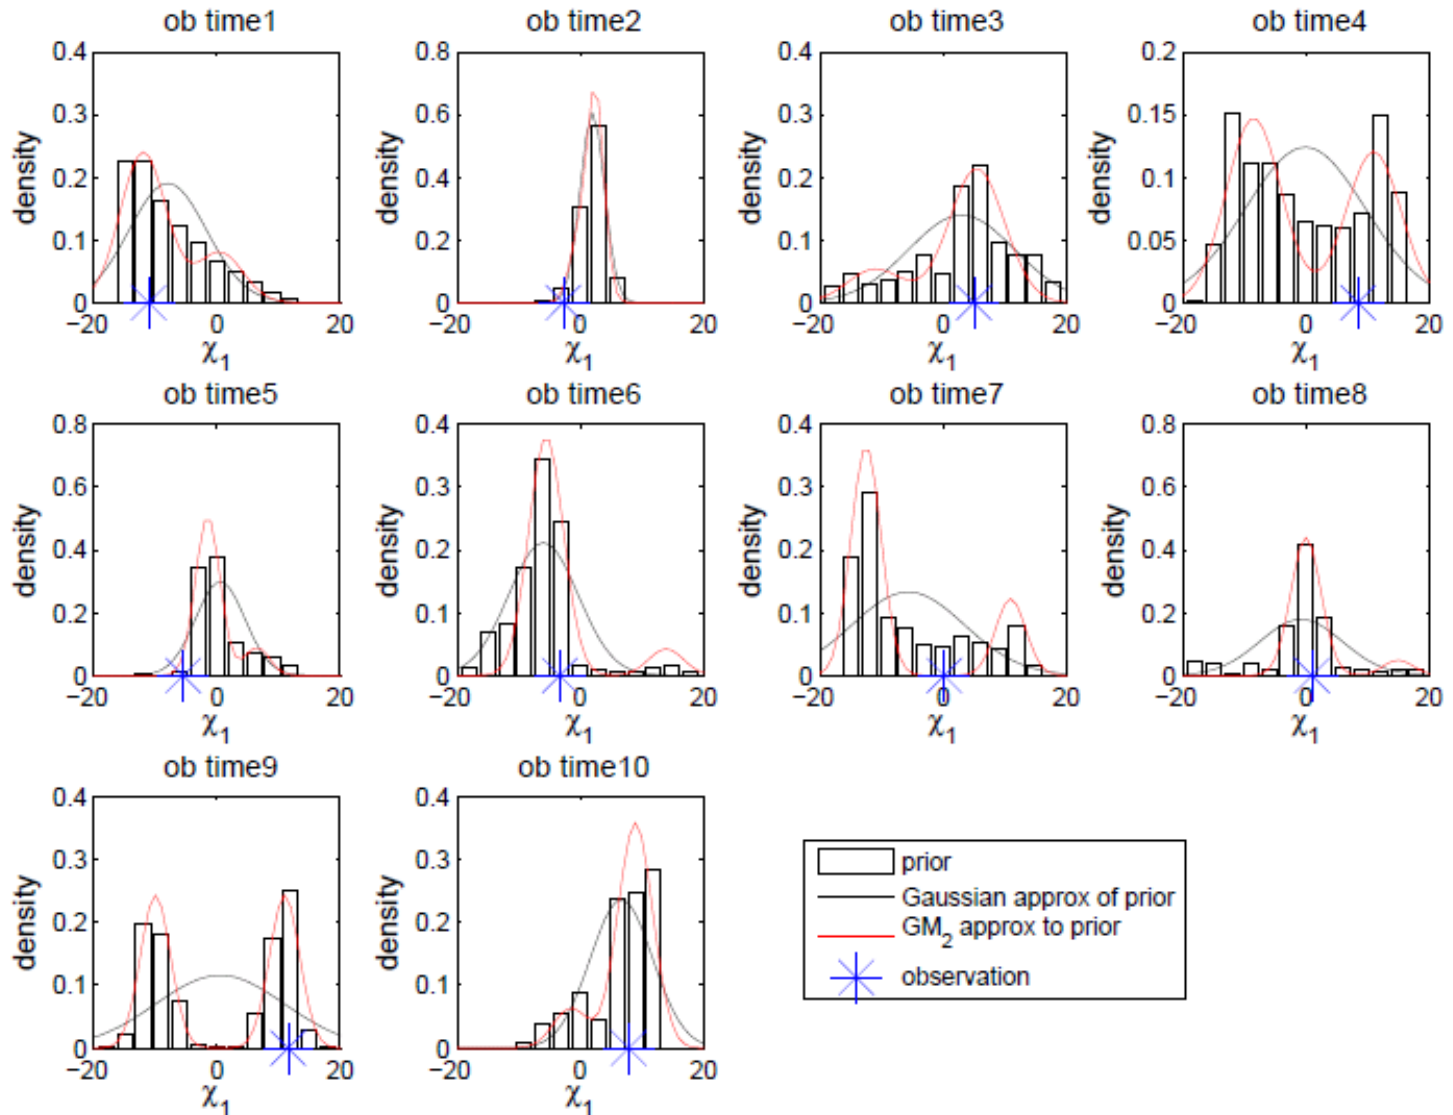 ob time1
ob time2
ob time3
ob time4
0.4
0.3
0.2
0.1
0
density
−20
0
20
χ1
0.8
0.6
0.4
0.2
0
density
−20
0
20
χ1
0.4
0.3
0.2
0.1
0
density
−20
0
20
χ1
0.2
0.15
0.1
0.05
0
density
−20
0
20
χ1
ob time5
ob time6
ob time7
ob time8
0.8
0.6
0.4
0.2
0
density
−20
0
20
χ1
0.4
0.3
0.2
0.1
0
density
−20
0
20
χ1
0.4
0.3
0.2
0.1
0
density
−20
0
20
χ1
0.8
0.6
0.4
0.2
0
density
−20
0
20
χ1
ob time9
ob time10
0.4
0.3
0.2
0.1
0
density
−20
0
20
χ1
0.4
0.3
0.2
0.1
0
density
−20
0
20
χ1
prior
Gaussian approx of prior
GM2 approx to prior
observation